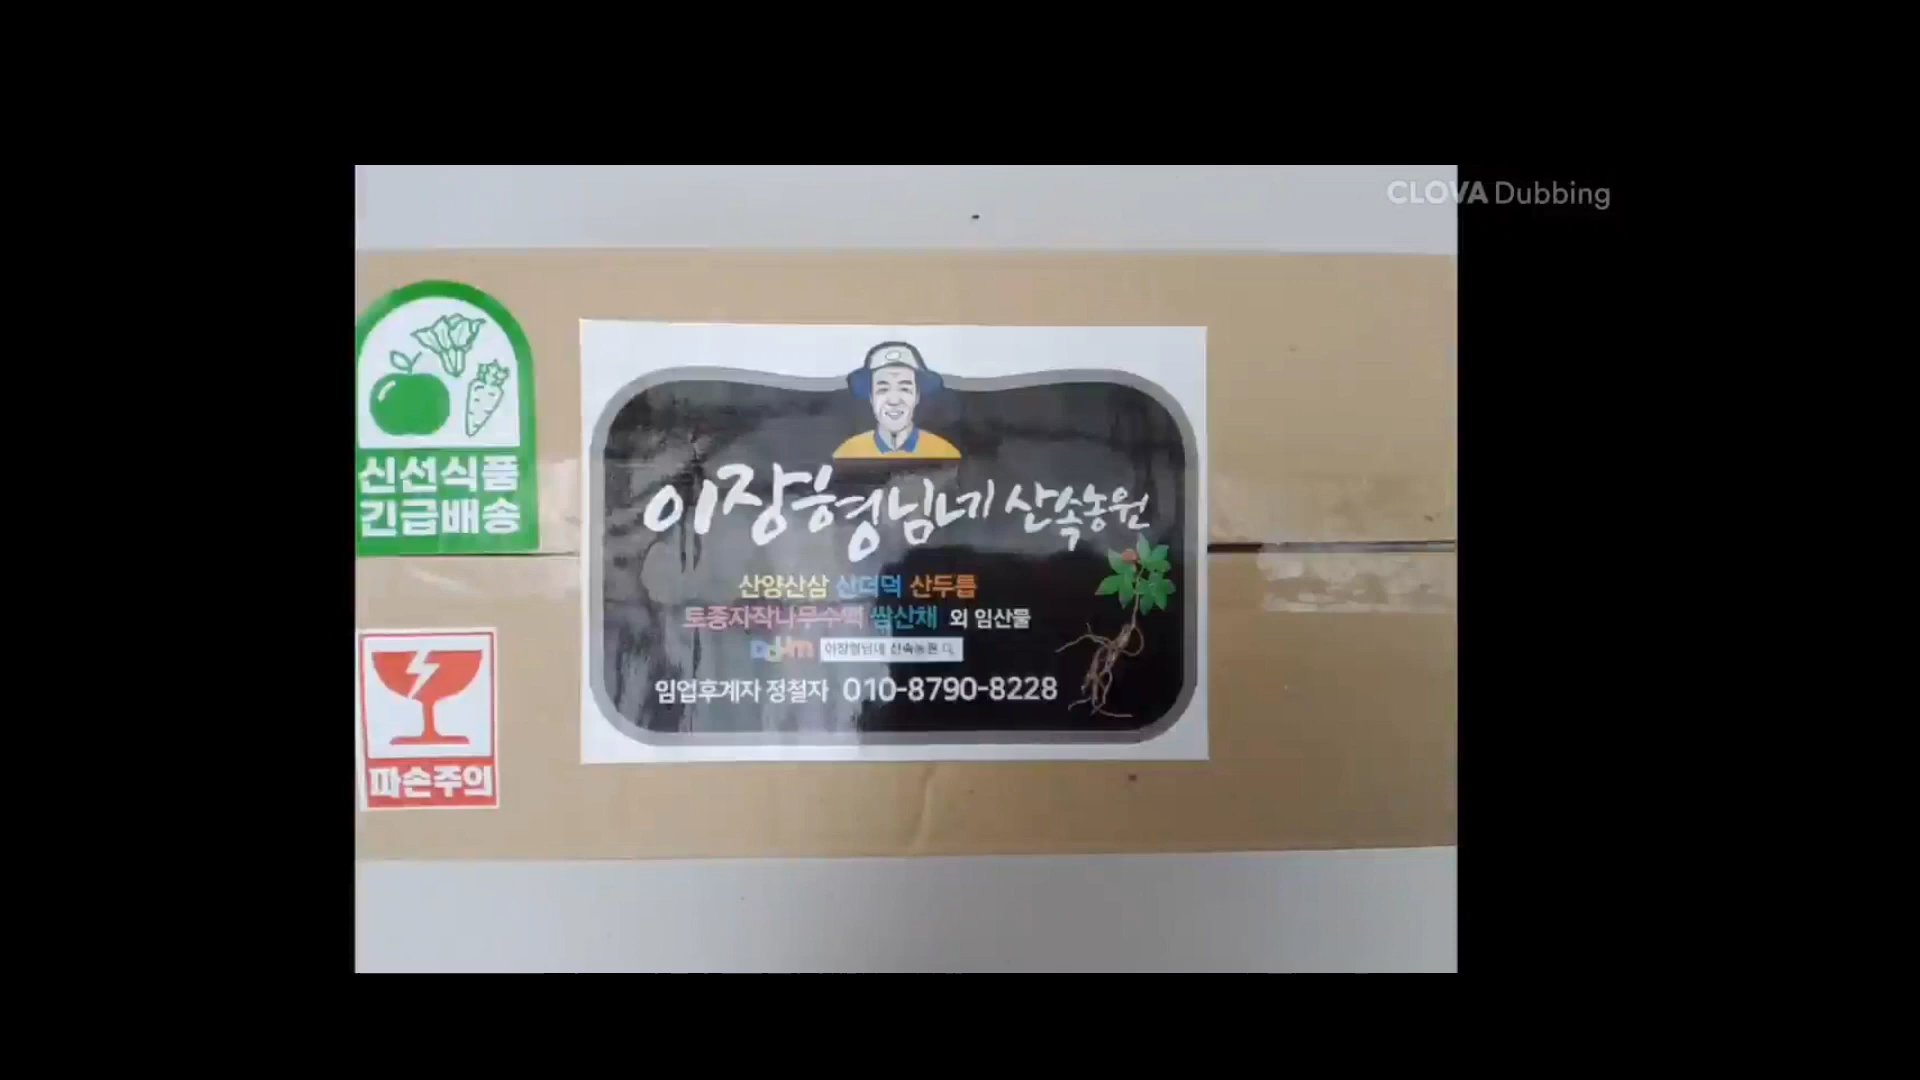 CLOVA Dubbing
신선식품
긴급배송
이장형님네 산속농원
산양산삼 산더덕 산두릅
토종자작나무수액 쌈산채 외 임산물
Daum 이장형님네 산속농원
임업후계자 정철자 010-8790-8228
파손주의